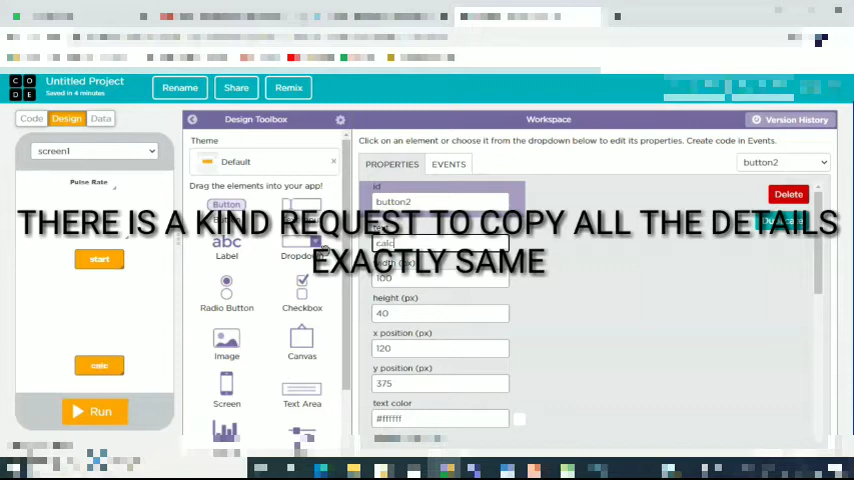 Untitled Project
Saved in 4 minutes
Rename
Share
Remix
CODE
Code
Design
Data
Design Toolbox
Workspace
Version History
screen1
Theme
Default
Click on an element or choose it from the dropdown below to edit its properties. Create code in Events.
PROPERTIES
EVENTS
button2
Pulse Rate
Drag the elements into your app!
id
button2
Delete
Button
THERE IS A KIND REQUEST TO COPY ALL THE DETAILS
EXACTLY SAME
abc
Label
Dropdown
calc
start
width (px)
100
Radio Button
Checkbox
height (px)
40
x position (px)
120
Image
Canvas
calc
y position (px)
375
Screen
Text Area
text color
#ffffff
Run